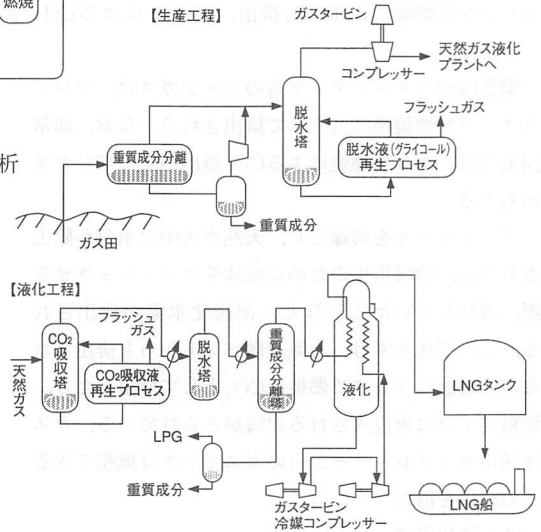 燃焼
【生産工程】
ガスタービン
コンプレッサー
天然ガス液化
プラントへ
フラッシュガス
脱水塔
脱水液(グライコール)
再生プロセス
重質成分分離
析
重質成分
ガス田
【液化工程】
フラッシュ
ガス
CO2
吸収塔
CO2吸収液
再生プロセス
天然ガス
脱水塔
重質成分分離塔
液化
LNGタンク
LPG
重質成分
ガスタービン
冷媒コンプレッサー
LNG船